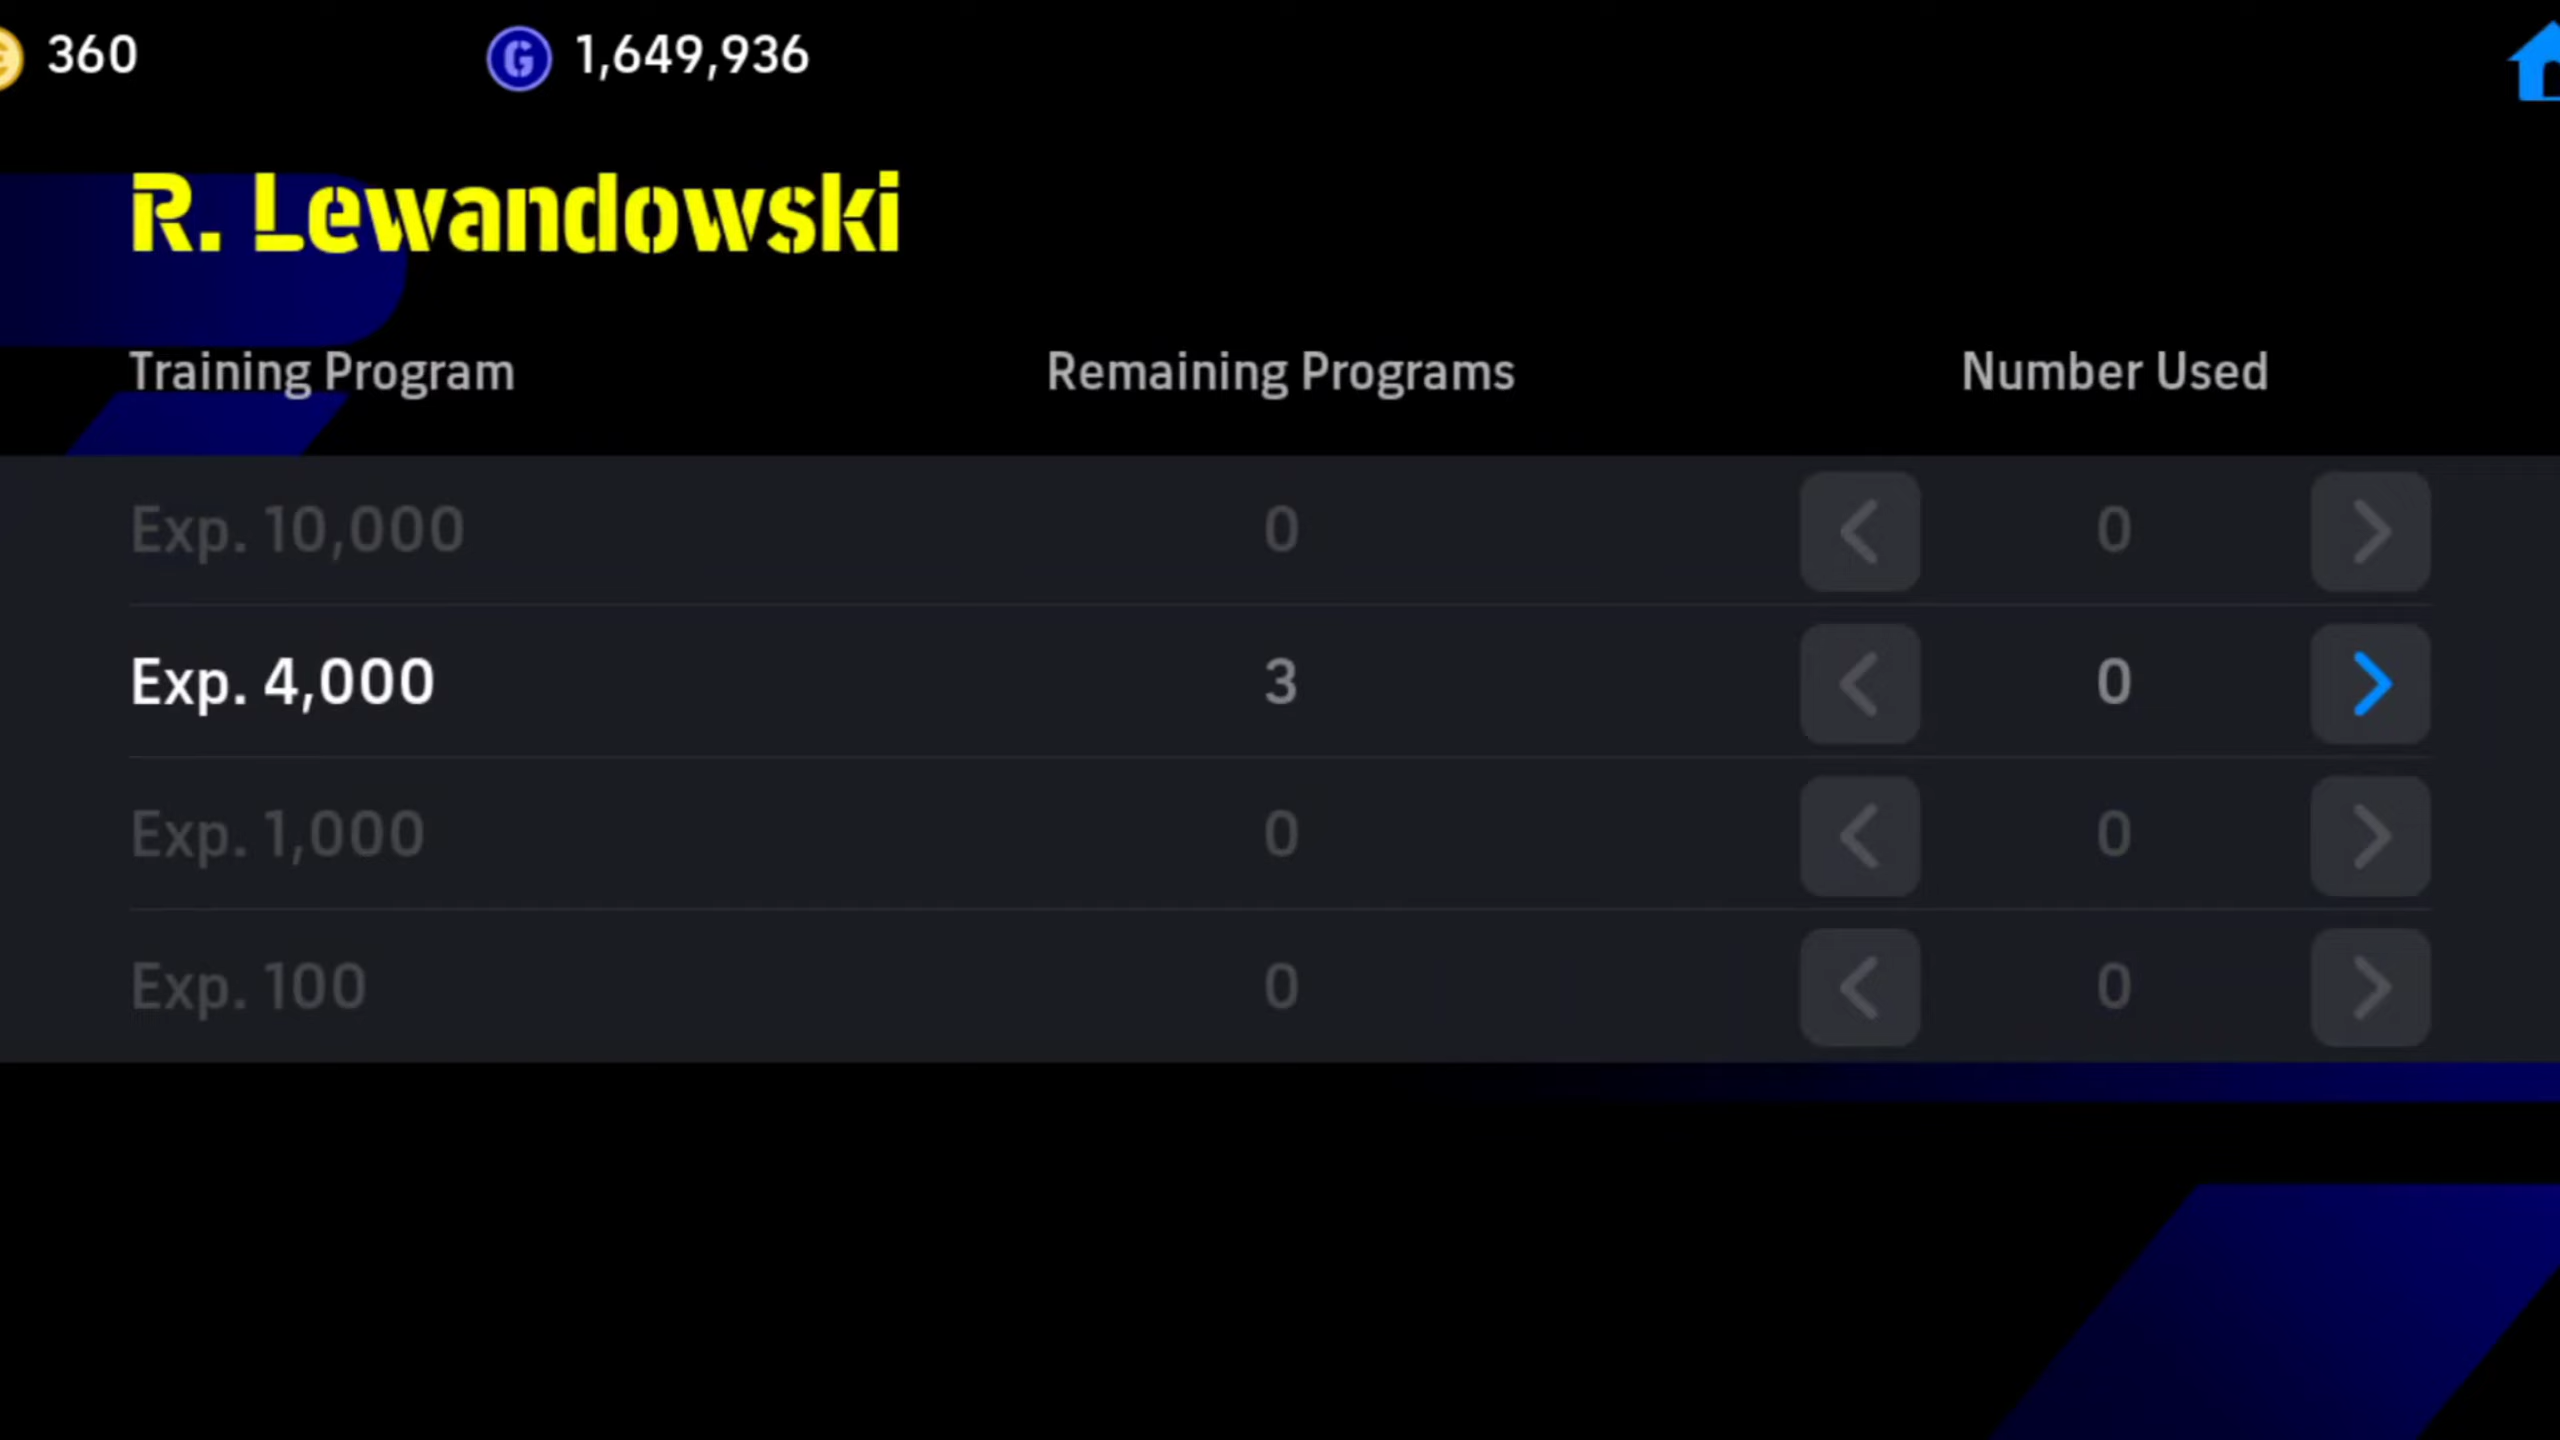 360 G 1,649,936
R. Lewandowski
Training Program Remaining Programs Number Used
Exp. 10,000 0 0
Exp. 4,000 3 0
Exp. 1,000 0 0
Exp. 100 0 0